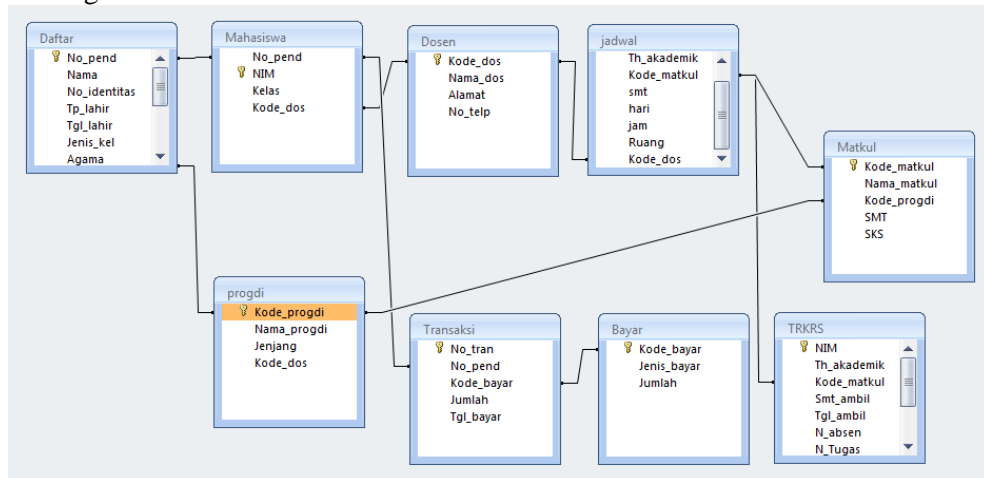 Daftar
No_pend
Nama
No_identitas
Tp_lahir
Tgl_lahir
Jenis_kel
Agama
Mahasiswa
No_pend
NIM
Kelas
Kode_dos
Dosen
Kode_dos
Nama_dos
Alamat
No_telp
jadwal
Th_akademik
Kode_matkul
smt
hari
jam
Ruang
Kode_dos
Matkul
Kode_matkul
Nama_matkul
Kode_progdi
SMT
SKS
progdi
Kode_progdi
Nama_progdi
Jenjang
Kode_dos
Transaksi
No_tran
No_pend
Kode_bayar
Jumlah
Tgl_bayar
Bayar
Kode_bayar
Jenis_bayar
Jumlah
TRKRS
NIM
Th_akademik
Kode_matkul
Smt_ambil
Tgl_ambil
N_absen
N_Tugas